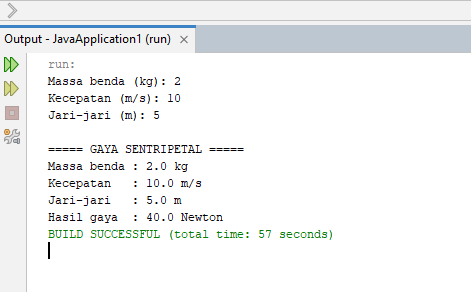 Output - JavaApplication1 (run) ×
run:
Massa benda (kg): 2
Kecepatan (m/s): 10
Jari-jari (m): 5
===== GAYA SENTRIPETAL =====
Massa benda : 2.0 kg
Kecepatan   : 10.0 m/s
Jari-jari   : 5.0 m
Hasil gaya  : 40.0 Newton
BUILD SUCCESSFUL (total time: 57 seconds)